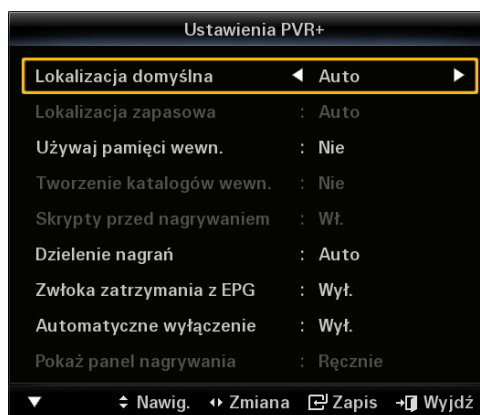 Ustawienia PVR+
Lokalizacja domyślna Auto
Lokalizacja zapasowa : Auto
Używaj pamięci wewn. : Nie
Tworzenie katalogów wewn. : Nie
Skrypty przed nagrywaniem : Wł.
Dzielenie nagrań : Auto
Zwłoka zatrzymania z EPG : Wył.
Automatyczne wyłączenie : Wył.
Pokaż panel nagrywania : Ręcznie
Nawig. Zmiana Zapis Wyjdź